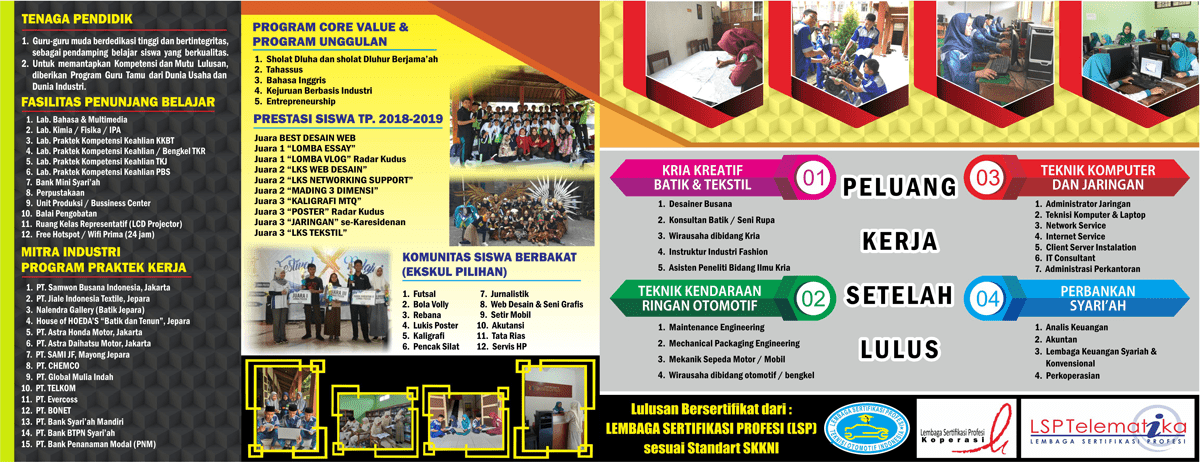 TENAGA PENDIDIK
1. Guru-guru muda berdedikasi tinggi dan bertintegritas,
sebagai pendamping belajar siswa yang berkualitas.
2. Untuk memantapkan Kompetensi dan Mutu Lulusan,
diberikan Program Guru Tamu dari Dunia Usaha dan
Dunia Industri.
FASILITAS PENUNJANG BELAJAR
1. Lab. Bahasa & Multimedia
2. Lab. Kimia / Fisika / IPA
3. Lab. Praktek Kompetensi Keahlian KKBT
4. Lab. Praktek Kompetensi Keahlian / Bengkel TKR
5. Lab. Praktek Kompetensi Keahlian TKJ
6. Lab. Praktek Kompetensi Keahlian PBS
7. Bank Mini Syari'ah
8. Perpustakaan
9. Unit Produksi / Bussiness Center
10. Balai Pengobatan
11. Ruang Kelas Representatif (LCD Projector)
12. Free Hotspot / Wifi Prima (24 jam)
MITRA INDUSTRI
PROGRAM PRAKTEK KERJA
1. PT. Samwon Busana Indonesia, Jakarta
2. PT. Jiale Indonesia Textile, Jepara
3. Nalendra Gallery (Batik Jepara)
4. House of HOEDA'S "Batik dan Tenun", Jepara
5. PT. Astra Honda Motor, Jakarta
6. PT. Astra Daihatsu Motor, Jakarta
7. PT. SAMI JF, Mayong Jepara
8. PT. CHEMCO
9. PT. Global Mulia Indah
10. PT. TELKOM
11. PT. Evercoss
12. PT. BONET
13. PT. Bank Syari'ah Mandiri
14. PT. Bank BTPN Syari'ah
15. PT. Bank Penanaman Modal (PNM)
PROGRAM CORE VALUE &
PROGRAM UNGGULAN
1. Sholat Dluha dan sholat Dluhur Berjama'ah
2. Tahassus
3. Bahasa Inggris
4. Kejuruan Berbasis Industri
5. Entrepreneurship
PRESTASI SISWA TP. 2018-2019
Juara BEST DESAIN WEB
Juara 1 "LOMBA ESSAY"
Juara 1 "LOMBA VLOG" Radar Kudus
Juara 2 "LKS WEB DESAIN"
Juara 2 "LKS NETWORKING SUPPORT"
Juara 2 "MADING 3 DIMENSI"
Juara 3 "KALIGRAFI MTQ"
Juara 3 "POSTER" Radar Kudus
Juara 3 "JARINGAN" se-Karesidenan
Juara 3 "LKS TEKSTIL"
KOMUNITAS SISWA BERBAKAT
(EKSKUL PILIHAN)
1. Futsal
2. Bola Volly
3. Rebana
4. Lukis Poster
5. Kaligrafi
6. Pencak Silat
7. Jurnalistik
8. Web Desain & Seni Grafis
9. Setir Mobil
10. Akutansi
11. Tata Rias
12. Servis HP
KRIA KREATIF
BATIK & TEKSTIL
01
1. Desainer Busana
2. Konsultan Batik / Seni Rupa
3. Wirausaha dibidang Kria
4. Instruktur Industri Fashion
5. Asisten Peneliti Bidang Ilmu Kria
TEKNIK KENDARAAN
RINGAN OTOMOTIF
02
1. Maintenance Engineering
2. Mechanical Packaging Engineering
3. Mekanik Sepeda Motor / Mobil
4. Wirausaha dibidang otomotif / bengkel
PELUANG
KERJA
SETELAH
LULUS
03
TEKNIK KOMPUTER
DAN JARINGAN
1. Administrator Jaringan
2. Teknisi Komputer & Laptop
3. Network Service
4. Internet Service
5. Client Server Instalation
6. IT Consultant
7. Administrasi Perkantoran
04
PERBANKAN
SYARI'AH
1. Analis Keuangan
2. Akuntan
3. Lembaga Keuangan Syariah &
Konvensional
4. Perkoperasian
Lulusan Bersertifikat dari :
LEMBAGA SERTIFIKASI PROFESI (LSP)
sesuai Standart SKKNI
LEMBAGA SERTIFIKASI PROFESI
TEKNISI OTOMOTIF INDONESIA
Lembaga Sertifikasi Profesi
Koperasi
LSPTelematika
LEMBAGA SERTIFIKASI PROFESI